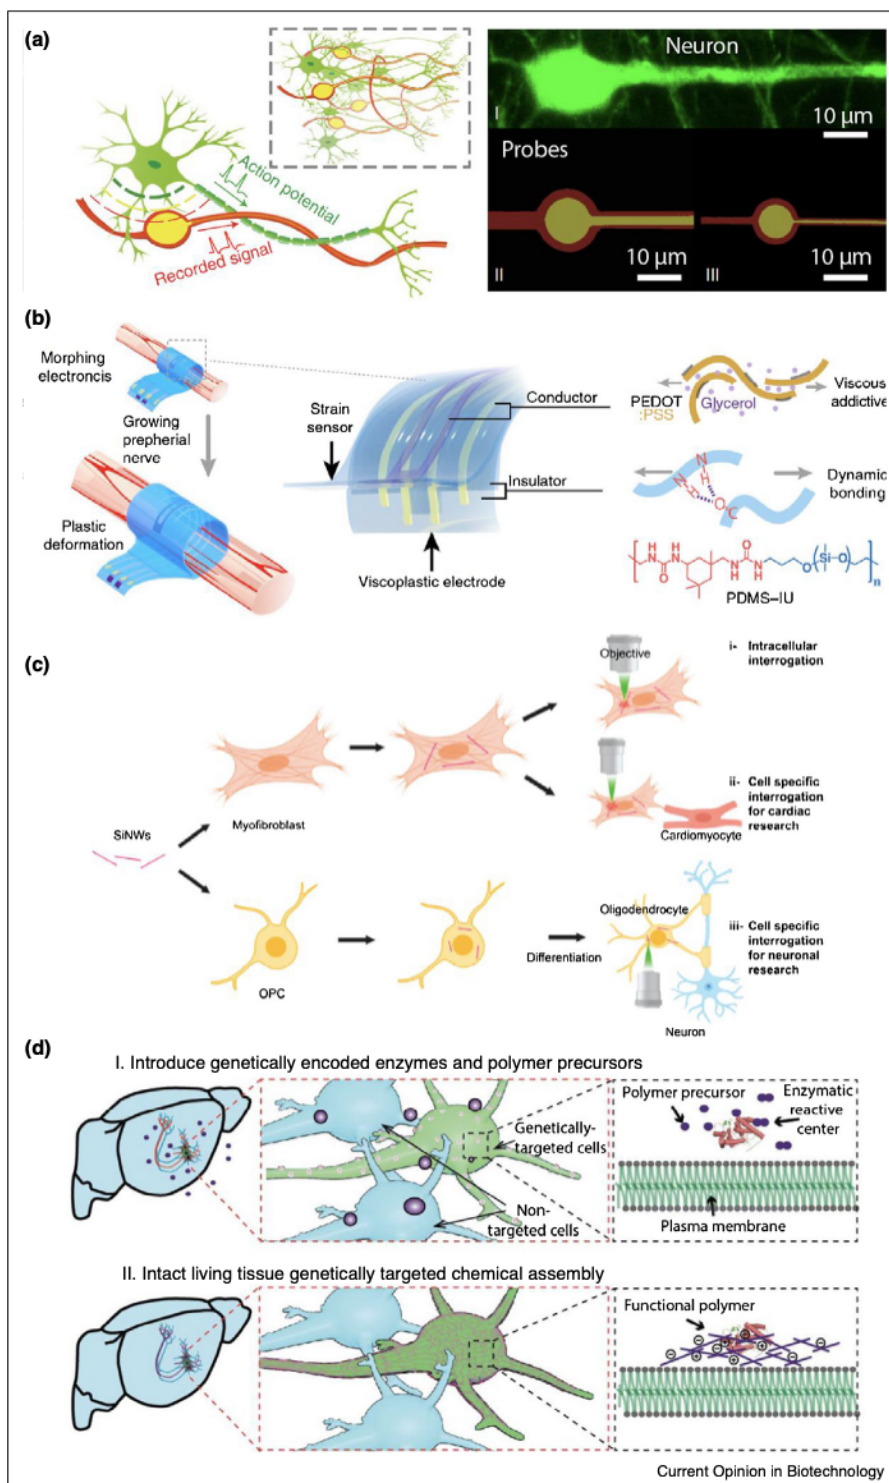 (a)
Action potential
Recorded signal
Neuron
I
10 µm
Probes
10 µm
II
10 µm
III
(b)
Morphing
electroncis
Growing
prepherial
nerve
Plastic
deformation
Strain
sensor
Conductor
Insulator
Viscoplastic electrode
PEDOT
:PSS
Glycerol
Viscous
addictive
N
H
N
H
O
C
Dynamic
bonding
H
N
H
N
O
H
N
H
N
O
O
Si–O
n
PDMS–IU
(c)
SiNWs
Myofibroblast
Objective
i- Intracellular
interrogation
ii- Cell specific
interrogation
for cardiac
research
Cardiomyocyte
OPC
Differentiation
Oligodendrocyte
Neuron
iii- Cell specific
interrogation
for neuronal
research
(d)
I. Introduce genetically encoded enzymes and polymer precursors
Genetically-
targeted cells
Non-
targeted cells
Polymer precursor
Enzymatic
reactive
center
Plasma membrane
II. Intact living tissue genetically targeted chemical assembly
Functional polymer
Current Opinion in Biotechnology